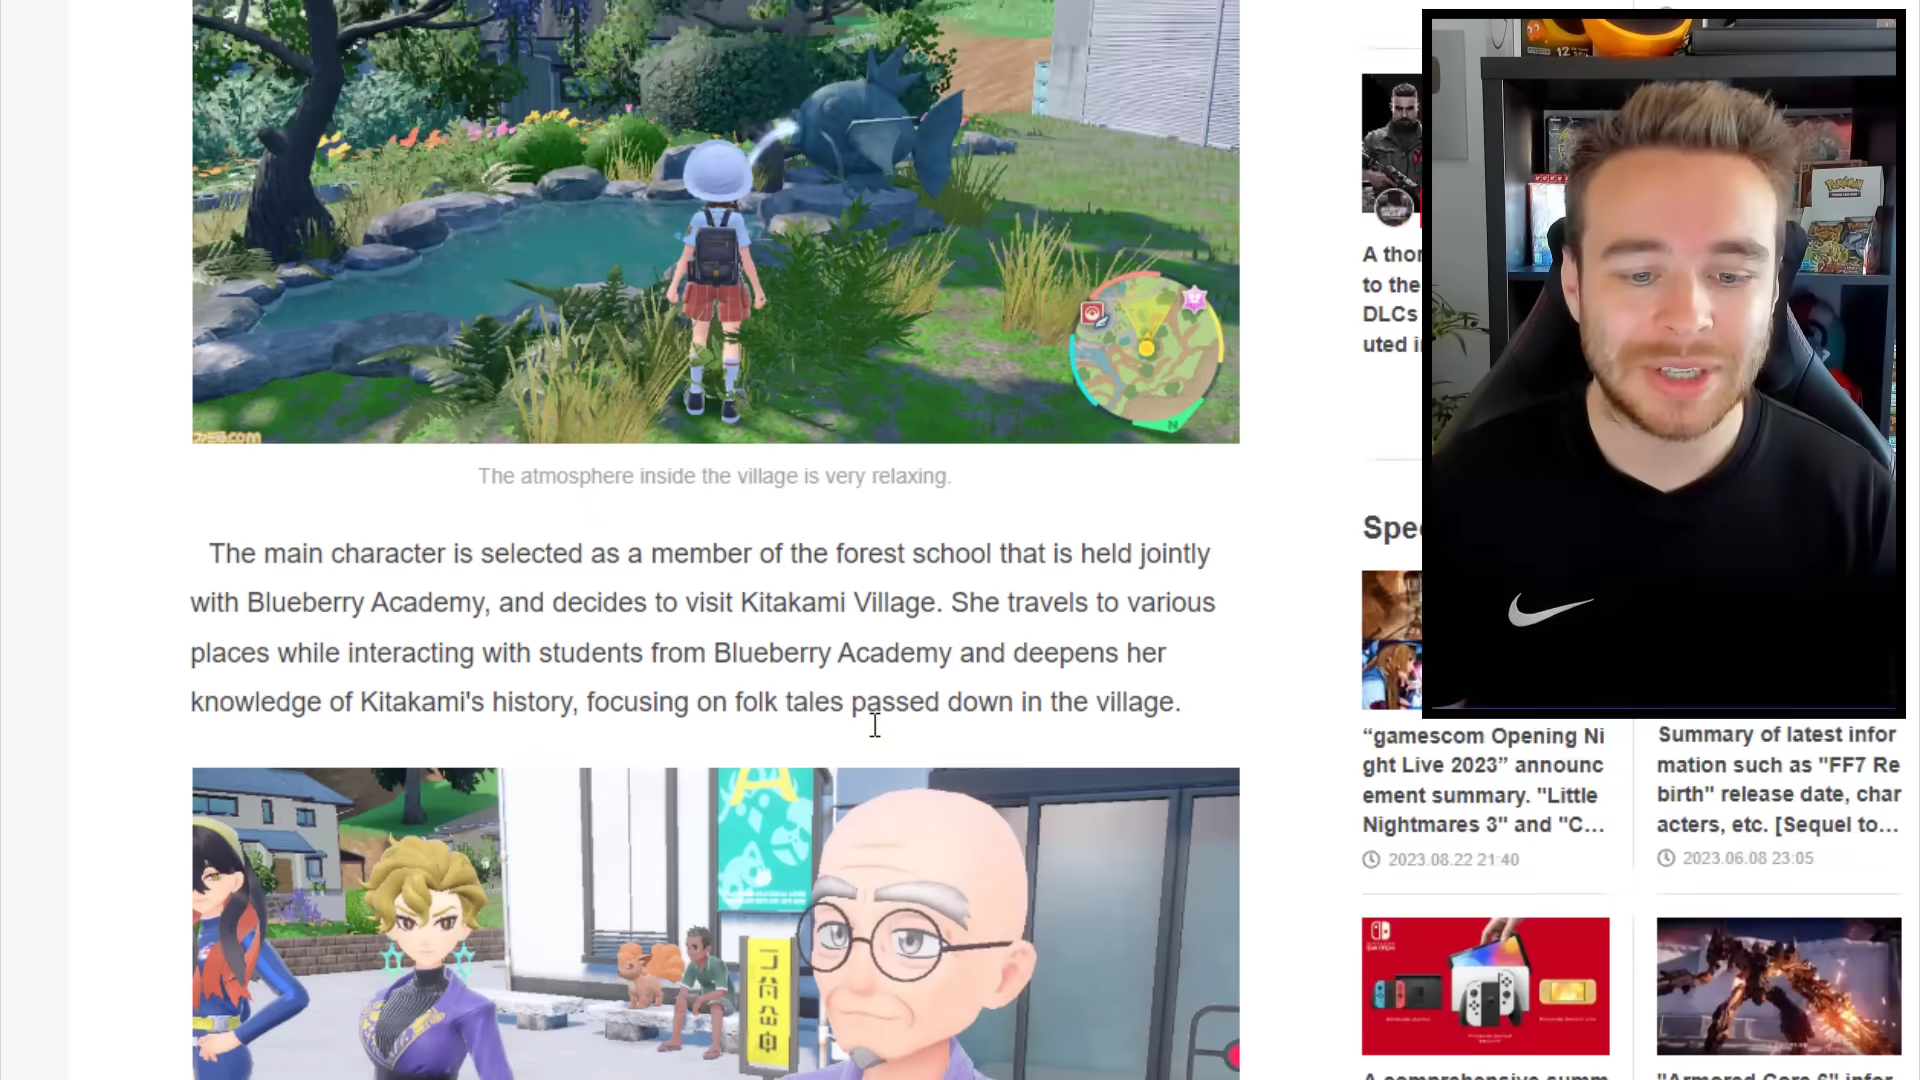 ファミ通.com
The atmosphere inside the village is very relaxing.
The main character is selected as a member of the forest school that is held jointly
with Blueberry Academy, and decides to visit Kitakami Village. She travels to various
places while interacting with students from Blueberry Academy and deepens her
knowledge of Kitakami's history, focusing on folk tales passed down in the village.
N
A
A thor
to the
DLCs
uted i
Spec
“gamescom Opening Ni
ght Live 2023” announc
ement summary. "Little
Nightmares 3" and "C...
2023.08.22 21:40
Summary of latest infor
mation such as "FF7 Re
birth" release date, char
acters, etc. [Sequel to...
2023.06.08 23:05
12
POKéMON